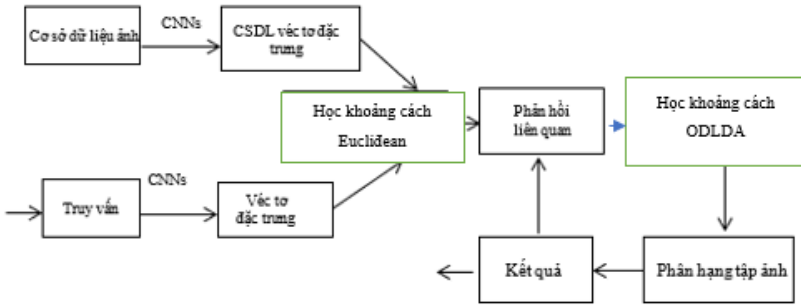 CNNs
Cơ sở dữ liệu ảnh
CSDL véc tơ đặc
trưng
Học khoảng cách
Euclidean
Phản hồi
liên quan
Học khoảng cách
ODLDA
CNNs
Truy vấn
Véc tơ
đặc trưng
Kết quả
Phân hạng tập ảnh